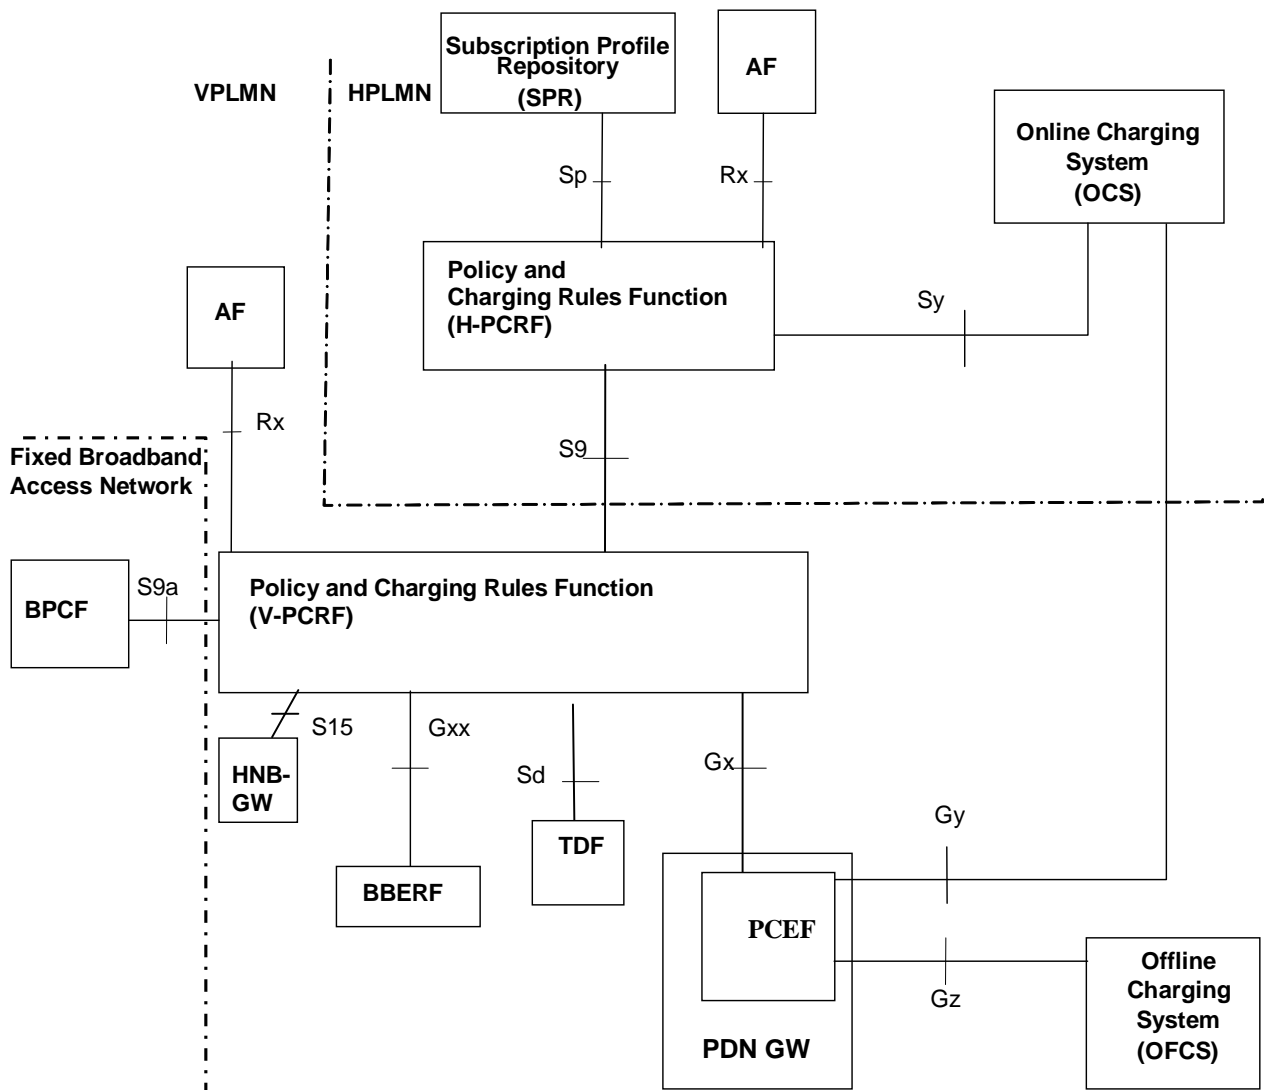 Subscription Profile
Repository
(SPR)
AF
VPLMN
HPLMN
Online Charging
System
(OCS)
Sp
Rx
Policy and
Charging Rules Function
(H-PCRF)
Sy
AF
Rx
S9
Fixed Broadband
Access Network
S9a
BPCF
Policy and Charging Rules Function
(V-PCRF)
S15
Gxx
Sd
Gx
HNB-
GW
TDF
BBERF
Gy
PCEF
Gz
PDN GW
Offline
Charging
System
(OFCS)